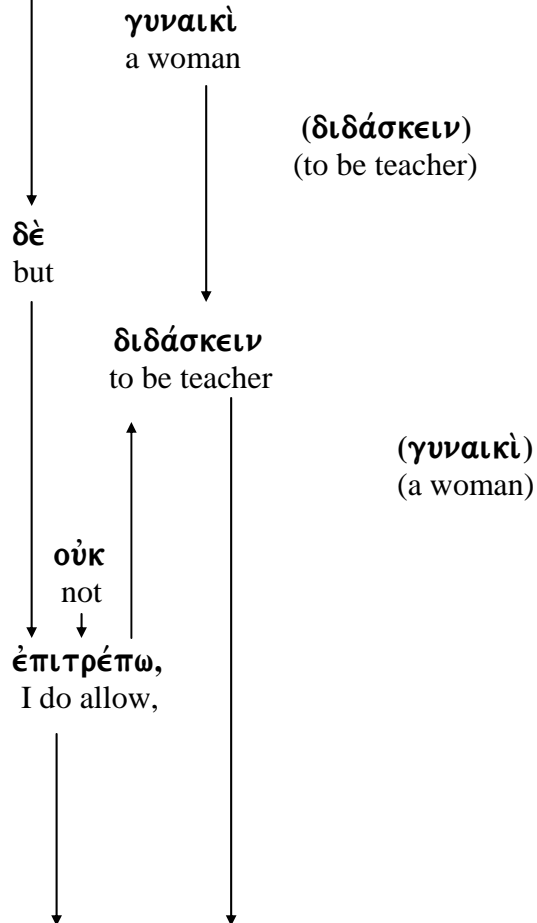 γυναικὶ
a woman
(διδάσκειν)
(to be teacher)
δὲ
but
διδάσκειν
to be teacher
(γυναικὶ)
(a woman)
οὐκ
not
ἐπιτρέπω,
I do allow,